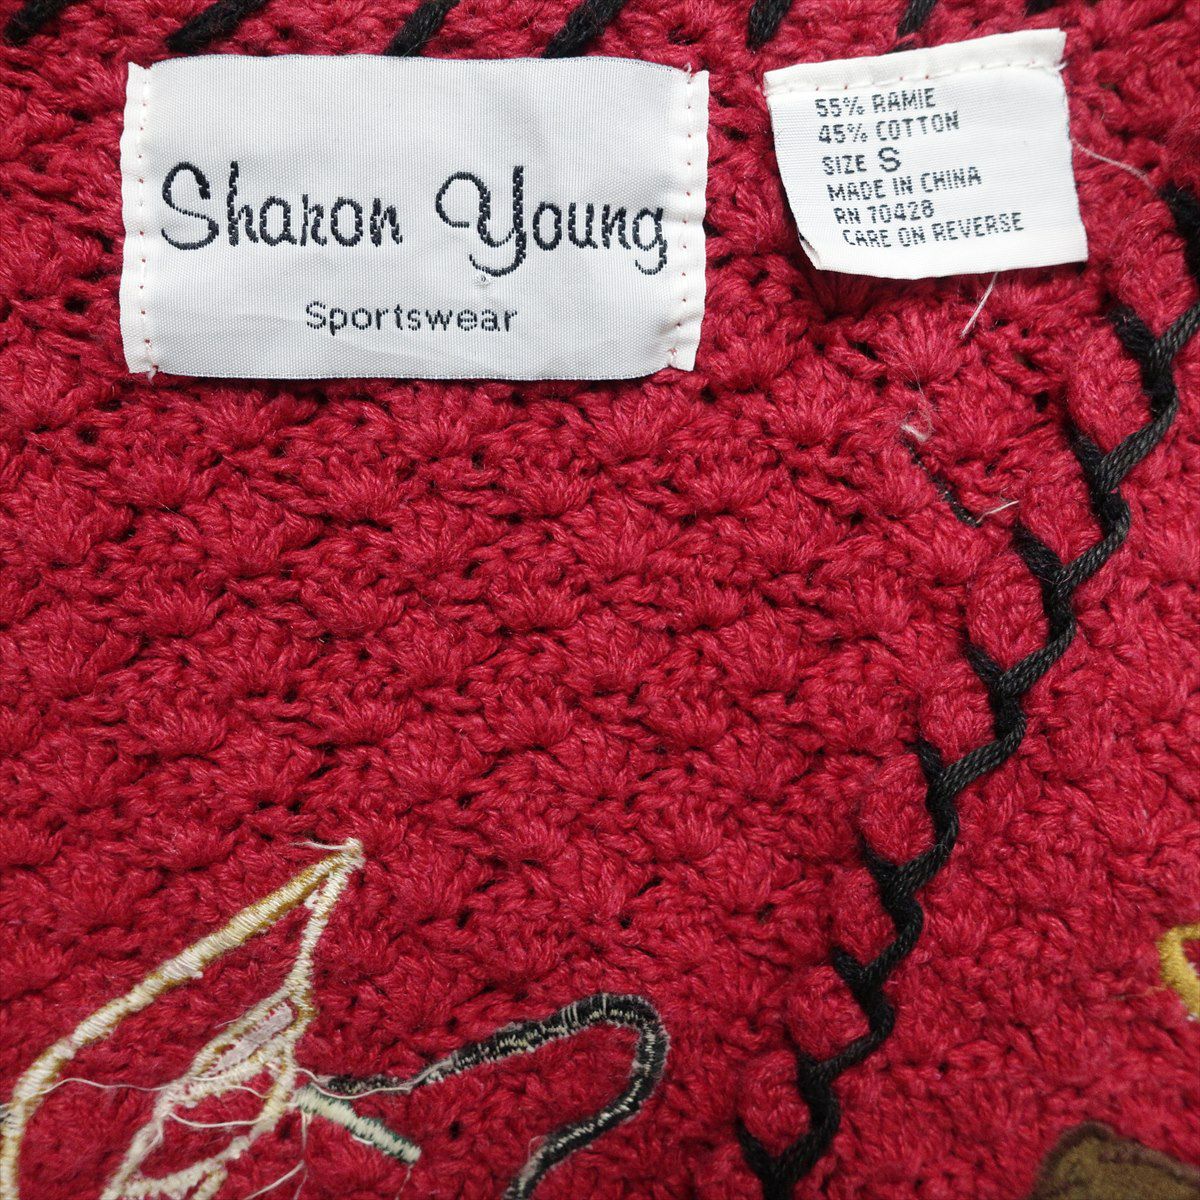 Sharon Young
Sportswear
55% RAMIE
45% COTTON
SIZE S
MADE IN CHINA
RN 70428
CARE ON REVERSE